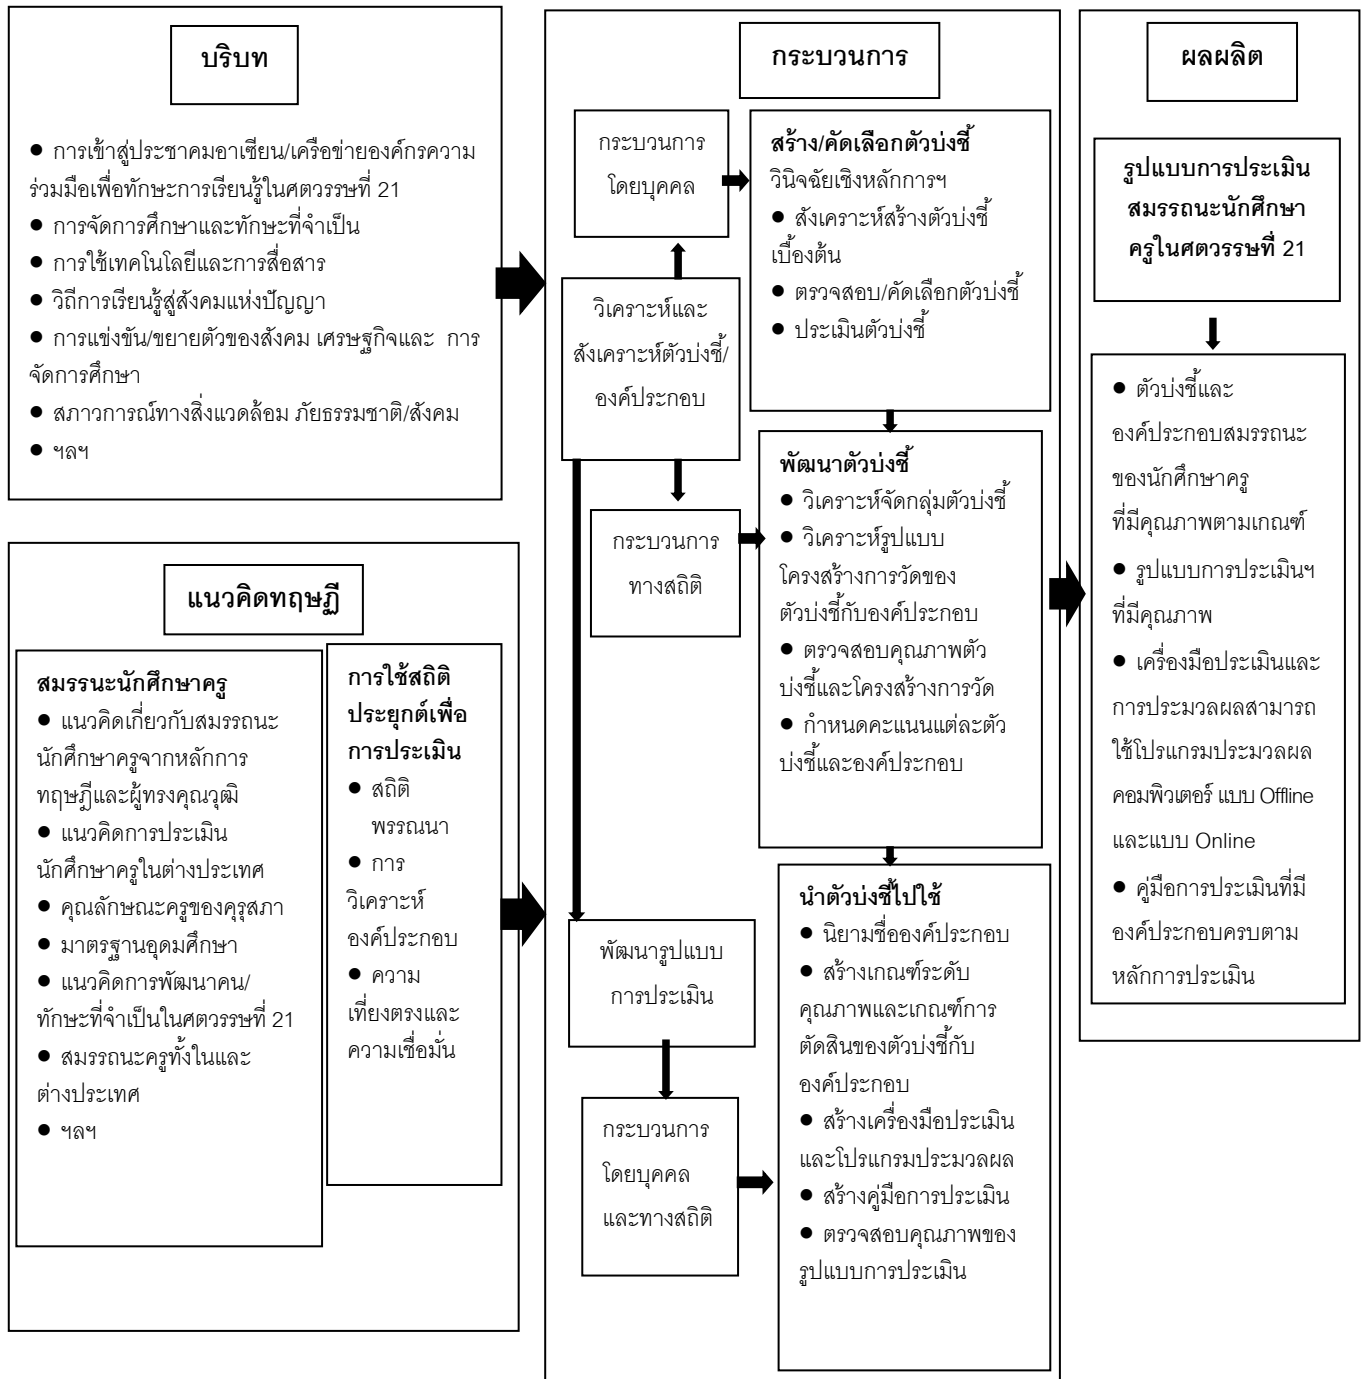 บริบท
● การเข้าสู่ประชาคมอาเซียน/เครือข่ายองค์กรความ
ร่วมมือเพื่อทักษะการเรียนรู้ในศตวรรษที่ 21
● การจัดการศึกษาและทักษะที่จำเป็น
● การใช้เทคโนโลยีและการสื่อสาร
● วิถีการเรียนรู้สู่สังคมแห่งปัญญา
● การแข่งขัน/ขยายตัวของสังคม เศรษฐกิจและ การ
จัดการศึกษา
● สภาวการณ์ทางสิ่งแวดล้อม ภัยธรรมชาติ/สังคม
● ฯลฯ
แนวคิดทฤษฏี
สมรรนะนักศึกษาครู
● แนวคิดเกี่ยวกับสมรรถนะ
นักศึกษาครูจากหลักการ
ทฤษฎีและผู้ทรงคุณวุฒิ
● แนวคิดการประเมิน
นักศึกษาครูในต่างประเทศ
● คุณลักษณะครูของคุรุสภา
● มาตรฐานอุดมศึกษา
● แนวคิดการพัฒนาคน/
ทักษะที่จำเป็นในศตวรรษที่ 21
● สมรรถนะครูทั้งในและ
ต่างประเทศ
● ฯลฯ
การใช้สถิติ
ประยุกต์เพื่อ
การประเมิน
● สถิติ
พรรณนา
● การ
วิเคราะห์
องค์ประกอบ
● ความ
เที่ยงตรงและ
ความเชื่อมั่น
กระบวนการ
กระบวนการ
โดยบุคคล
วิเคราะห์และ
สังเคราะห์ตัวบ่งชี้/
องค์ประกอบ
กระบวนการ
ทางสถิติ
พัฒนารูปแบบ
การประเมิน
กระบวนการ
โดยบุคคล
และทางสถิติ
สร้าง/คัดเลือกตัวบ่งชี้
วินิจฉัยเชิงหลักการฯ
● สังเคราะห์สร้างตัวบ่งชี้
เบื้องต้น
● ตรวจสอบ/คัดเลือกตัวบ่งชี้
● ประเมินตัวบ่งชี้
พัฒนาตัวบ่งชี้
● วิเคราะห์จัดกลุ่มตัวบ่งชี้
● วิเคราะห์รูปแบบ
โครงสร้างการวัดของ
ตัวบ่งชี้กับองค์ประกอบ
● ตรวจสอบคุณภาพตัว
บ่งชี้และโครงสร้างการวัด
● กำหนดคะแนนแต่ละตัว
บ่งชี้และองค์ประกอบ
นำตัวบ่งชี้ไปใช้
● นิยามชื่อองค์ประกอบ
● สร้างเกณฑ์ระดับ
คุณภาพและเกณฑ์การ
ตัดสินของตัวบ่งชี้กับ
องค์ประกอบ
● สร้างเครื่องมือประเมิน
และโปรแกรมประมวลผล
● สร้างคู่มือการประเมิน
● ตรวจสอบคุณภาพของ
รูปแบบการประเมิน
ผลผลิต
รูปแบบการประเมิน
สมรรถนะนักศึกษา
ครูในศตวรรษที่ 21
● ตัวบ่งชี้และ
องค์ประกอบสมรรถนะ
ของนักศึกษาครู
ที่มีคุณภาพตามเกณฑ์
● รูปแบบการประเมินฯ
ที่มีคุณภาพ
● เครื่องมือประเมินและ
การประมวลผลสามารถ
ใช้โปรแกรมประมวลผล
คอมพิวเตอร์ แบบ Offline
และแบบ Online
● คู่มือการประเมินที่มี
องค์ประกอบครบตาม
หลักการประเมิน